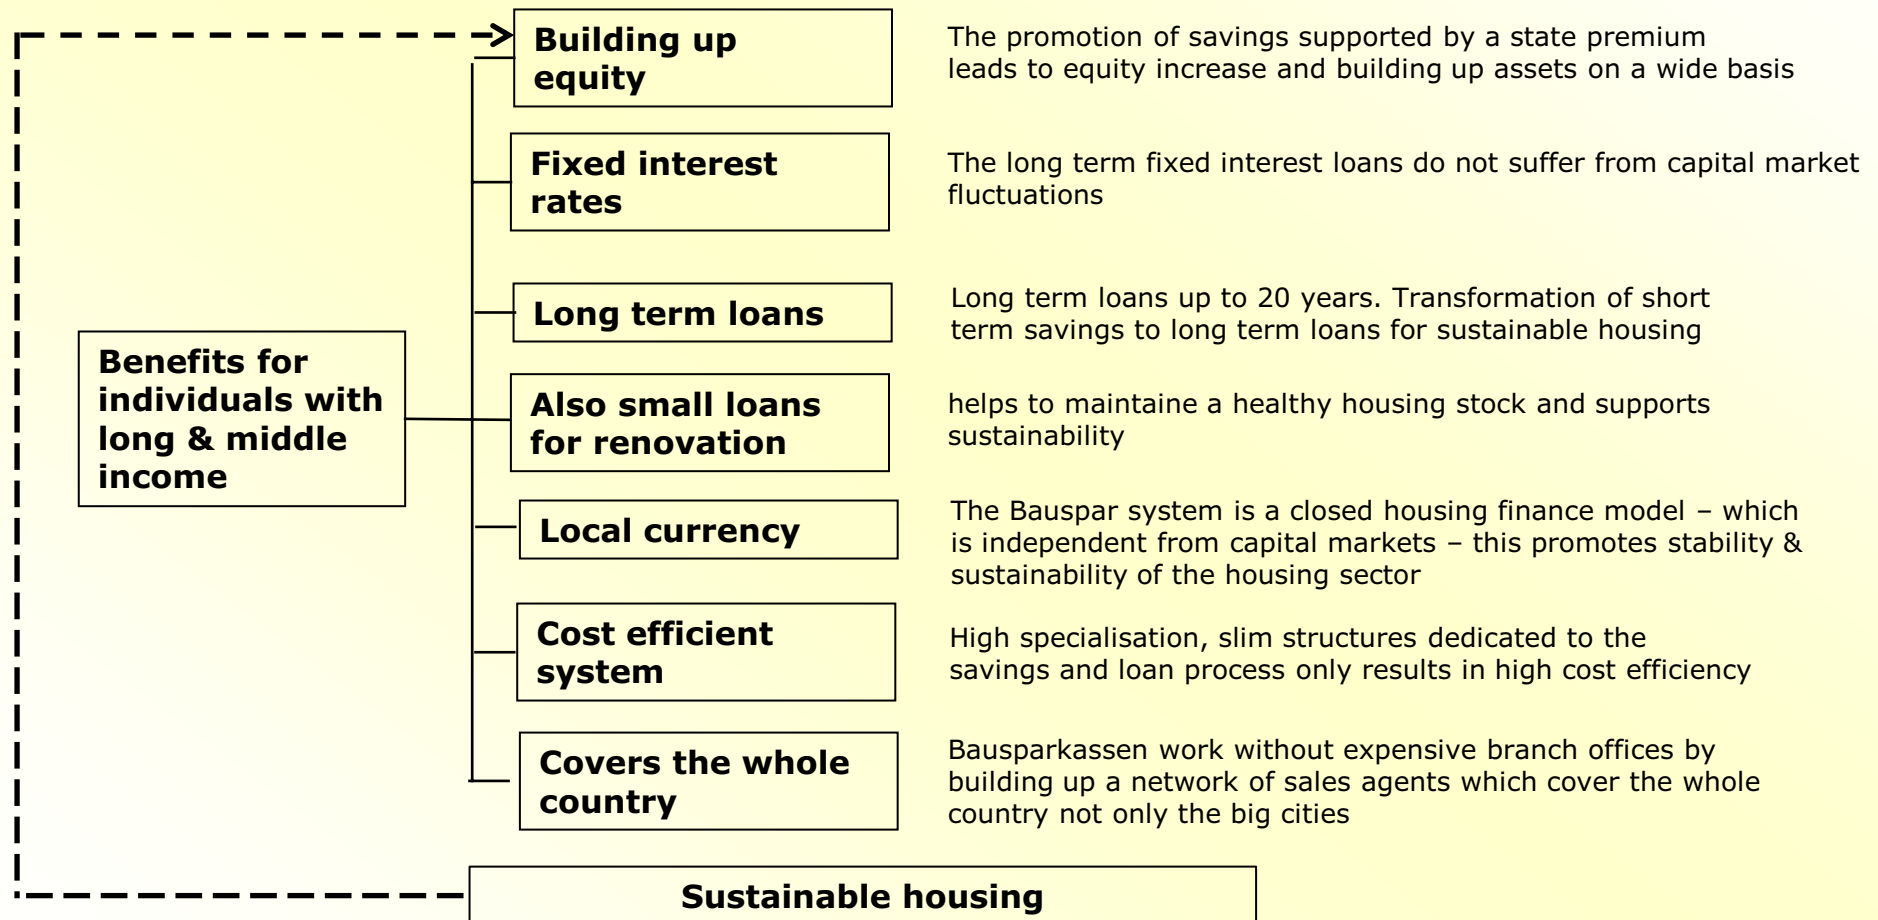 Building up
equity
The promotion of savings supported by a state premium
leads to equity increase and building up assets on a wide basis
Fixed interest
rates
The long term fixed interest loans do not suffer from capital market
fluctuations
Long term loans
Long term loans up to 20 years. Transformation of short
term savings to long term loans for sustainable housing
Benefits for
individuals with
long & middle
income
Also small loans
for renovation
helps to maintaine a healthy housing stock and supports
sustainability
Local currency
The Bauspar system is a closed housing finance model – which
is independent from capital markets – this promotes stability &
sustainability of the housing sector
Cost efficient
system
High specialisation, slim structures dedicated to the
savings and loan process only results in high cost efficiency
Covers the whole
country
Bausparkassen work without expensive branch offices by
building up a network of sales agents which cover the whole
country not only the big cities
Sustainable housing